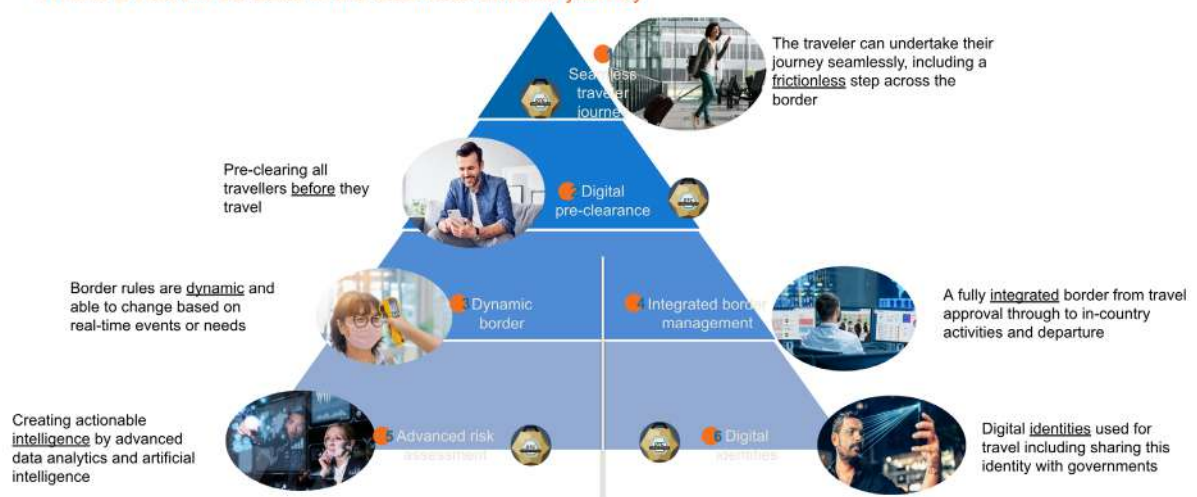 1
Seamless
traveler
journey
The traveler can undertake their
journey seamlessly, including a
frictionless step across the
border
Pre-clearing all
travellers before they
travel
2 Digital
pre-clearance
Border rules are dynamic and
able to change based on
real-time events or needs
3 Dynamic
border
4 Integrated border
management
A fully integrated border from travel
approval through to in-country
activities and departure
Creating actionable
intelligence by advanced
data analytics and artificial
intelligence
5 Advanced risk
assessment
6 Digital
identities
Digital identities used for
travel including sharing this
identity with governments